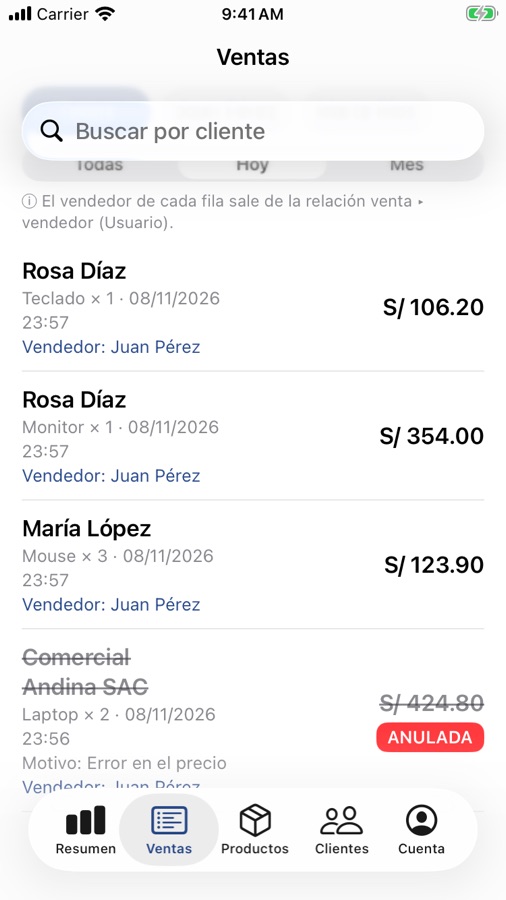 Carrier 9:41 AM
Ventas
Buscar por cliente
Todas Hoy Mes
ⓘ El vendedor de cada fila sale de la relación venta ▸
vendedor (Usuario).
Rosa Díaz
Teclado × 1 · 08/11/2026
23:57
S/ 106.20
Vendedor: Juan Pérez
Rosa Díaz
Monitor × 1 · 08/11/2026
23:57
S/ 354.00
Vendedor: Juan Pérez
María López
Mouse × 3 · 08/11/2026
23:57
S/ 123.90
Vendedor: Juan Pérez
Comercial
Andina SAC
S/ 424.80
Laptop × 2 · 08/11/2026
23:56
ANULADA
Motivo: Error en el precio
Vendedor: Juan Pérez
Resumen Ventas Productos Clientes Cuenta